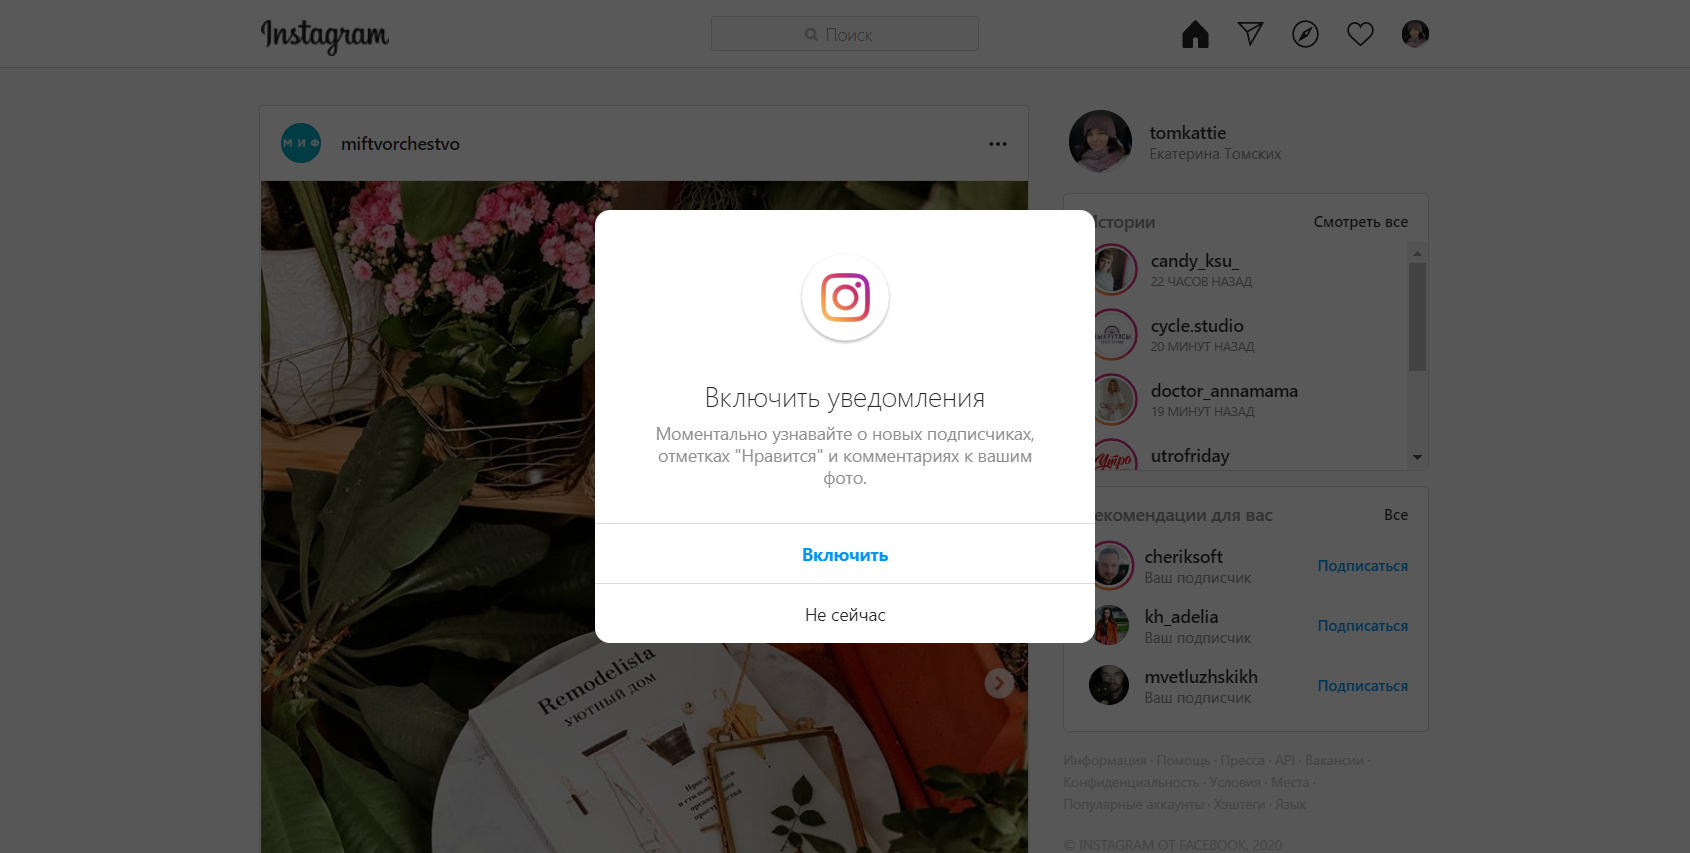 Instagram
Поиск
МИФ
miftvorchestvo
tomkattie
Екатерина Томских
стории
Смотреть все
candy_ksu_
22 ЧАСОВ НАЗАД
cycle.studio
20 МИНУТ НАЗАД
doctor_annamama
19 МИНУТ НАЗАД
Утро
utrofriday
Включить уведомления
Моментально узнавайте о новых подписчиках,
отметках "Нравится" и комментариях к вашим
фото.
Включить
Не сейчас
екомендации для вас
Все
cheriksoft
Ваш подписчик
Подписаться
kh_adelia
Ваш подписчик
Подписаться
mvetluzhskikh
Ваш подписчик
Подписаться
Remodelista
УЮТНЫЙ ДОМ
Информация · Помощь · Пресса · API · Вакансии ·
Конфиденциальность · Условия · Места ·
Популярные аккаунты · Хэштеги · Язык
© INSTAGRAM ОТ FACEBOOK, 2020